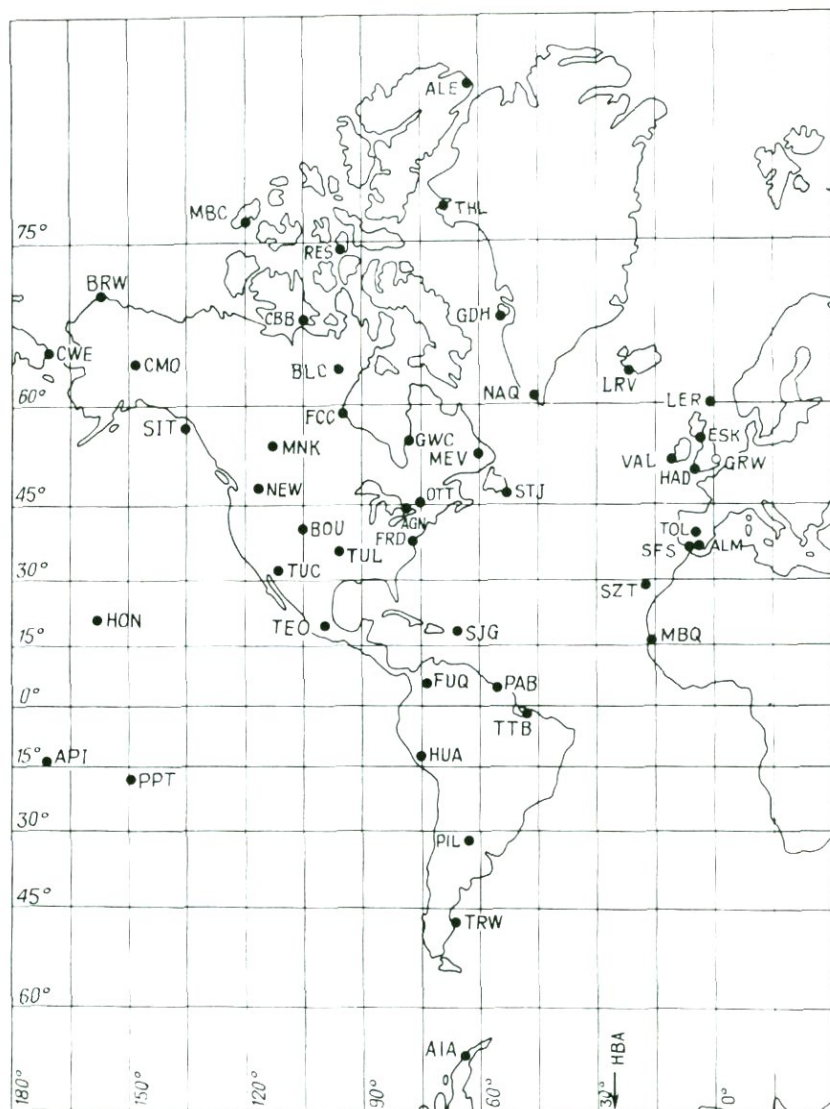 ALE
MBC
THL
75°
RES
BRW
CBB
GDH
CWE
CMO
BLC
NAQ
LRV
60°
LER
FCC
SIT
ESK
MNK
GWC
MEV
VAL
GRW
HAD
NEW
OTT
STJ
45°
AGN
BOU
FRD
TOL
TUL
SFS
ALM
TUC
30°
SZT
HON
TEO
SJG
MBQ
15°
FUQ
PAB
0°
TTB
15°
API
HUA
PPT
30°
PIL
45°
TRW
60°
AIA
HBA
180°
150°
120°
90°
60°
30°
0°